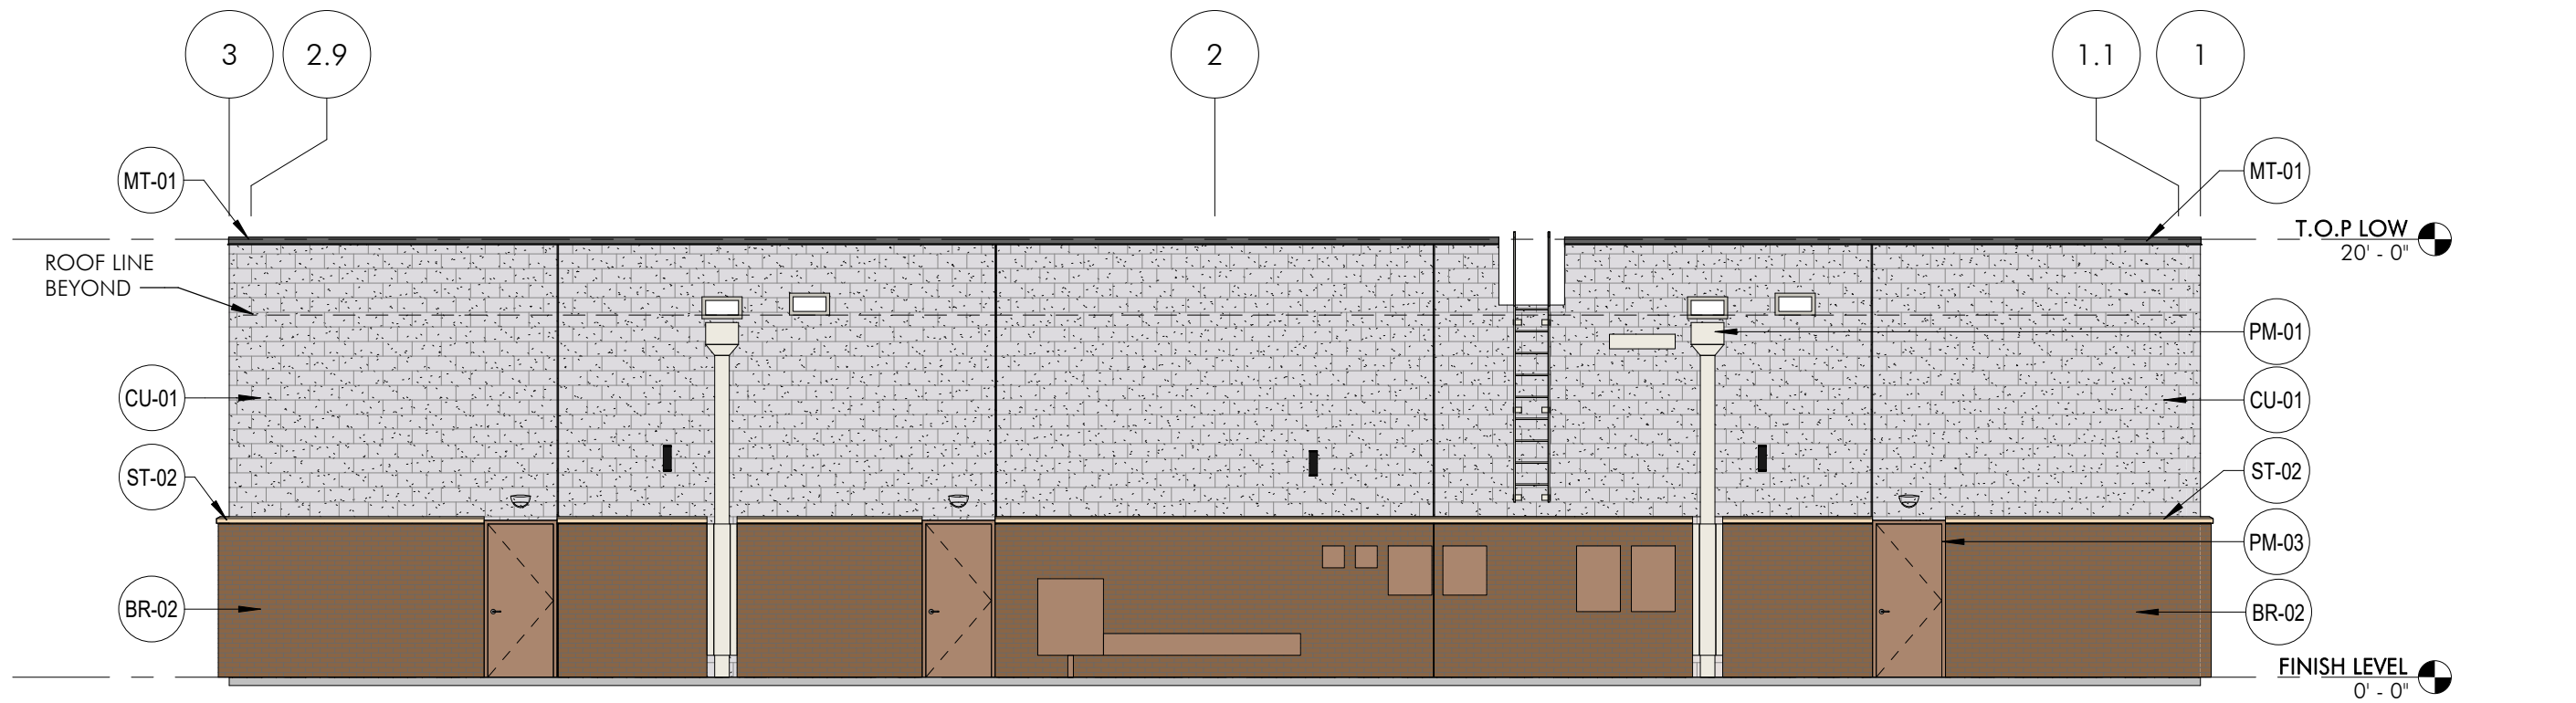 3
2.9
2
1.1
1
MT-01
MT-01
T.O.P LOW
20' - 0"
ROOF LINE
BEYOND
PM-01
CU-01
CU-01
ST-02
ST-02
PM-03
BR-02
BR-02
FINISH LEVEL
0' - 0"